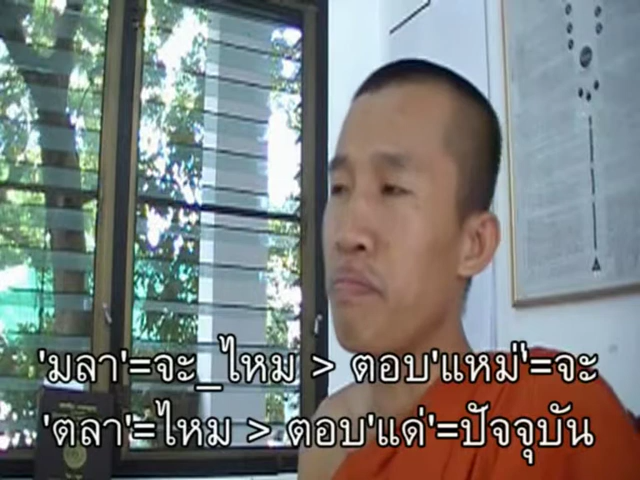 'มลา'=จะ_ไหม > ตอบ'แหม่'=จะ
'ตลา'=ไหม > ตอบ'แด่'=ปัจจุบัน